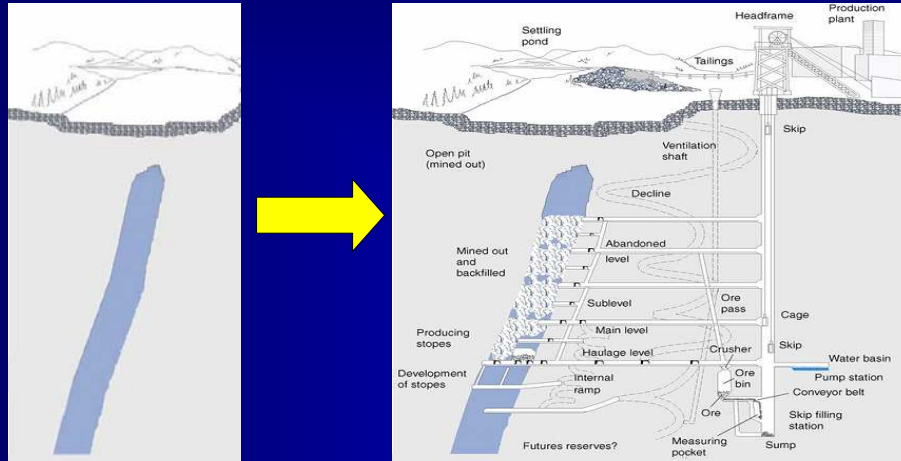 Headframe
Production
plant
Settling
pond
Tailings
Skip
Ventilation
shaft
Open pit
(mined out)
Decline
Mined out
and
backfilled
Abandoned
level
Sublevel
Ore
pass
Cage
Producing
stopes
Main level
Skip
Haulage level
Crusher
Water basin
Development
of stopes
Internal
ramp
Ore
bin
Pump station
Conveyor belt
Ore
Skip filling
station
Measuring
pocket
Futures reserves?
Sump